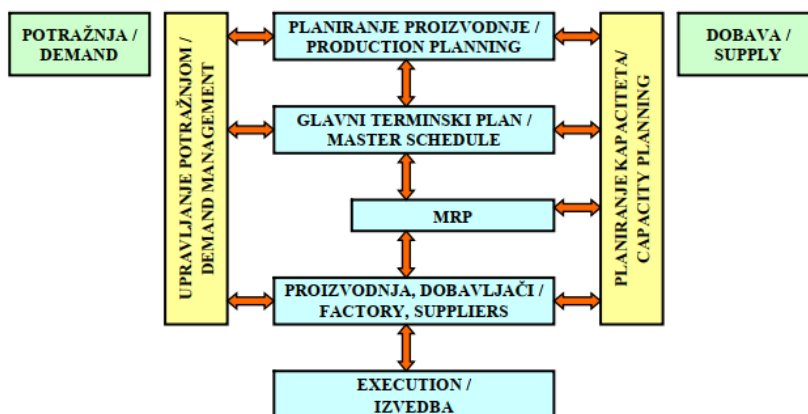 POTRAŽNJA /
DEMAND
UPRAVLJANJE POTRAŽNJOM /
DEMAND MANAGEMENT
PLANIRANJE PROIZVODNJE /
PRODUCTION PLANNING
GLAVNI TERMINSKI PLAN /
MASTER SCHEDULE
MRP
PROIZVODNJA, DOBAVLJAČI /
FACTORY, SUPPLIERS
EXECUTION /
IZVEDBA
PLANIRANJE KAPACITETA/
CAPACITY PLANNING
DOBAVA /
SUPPLY